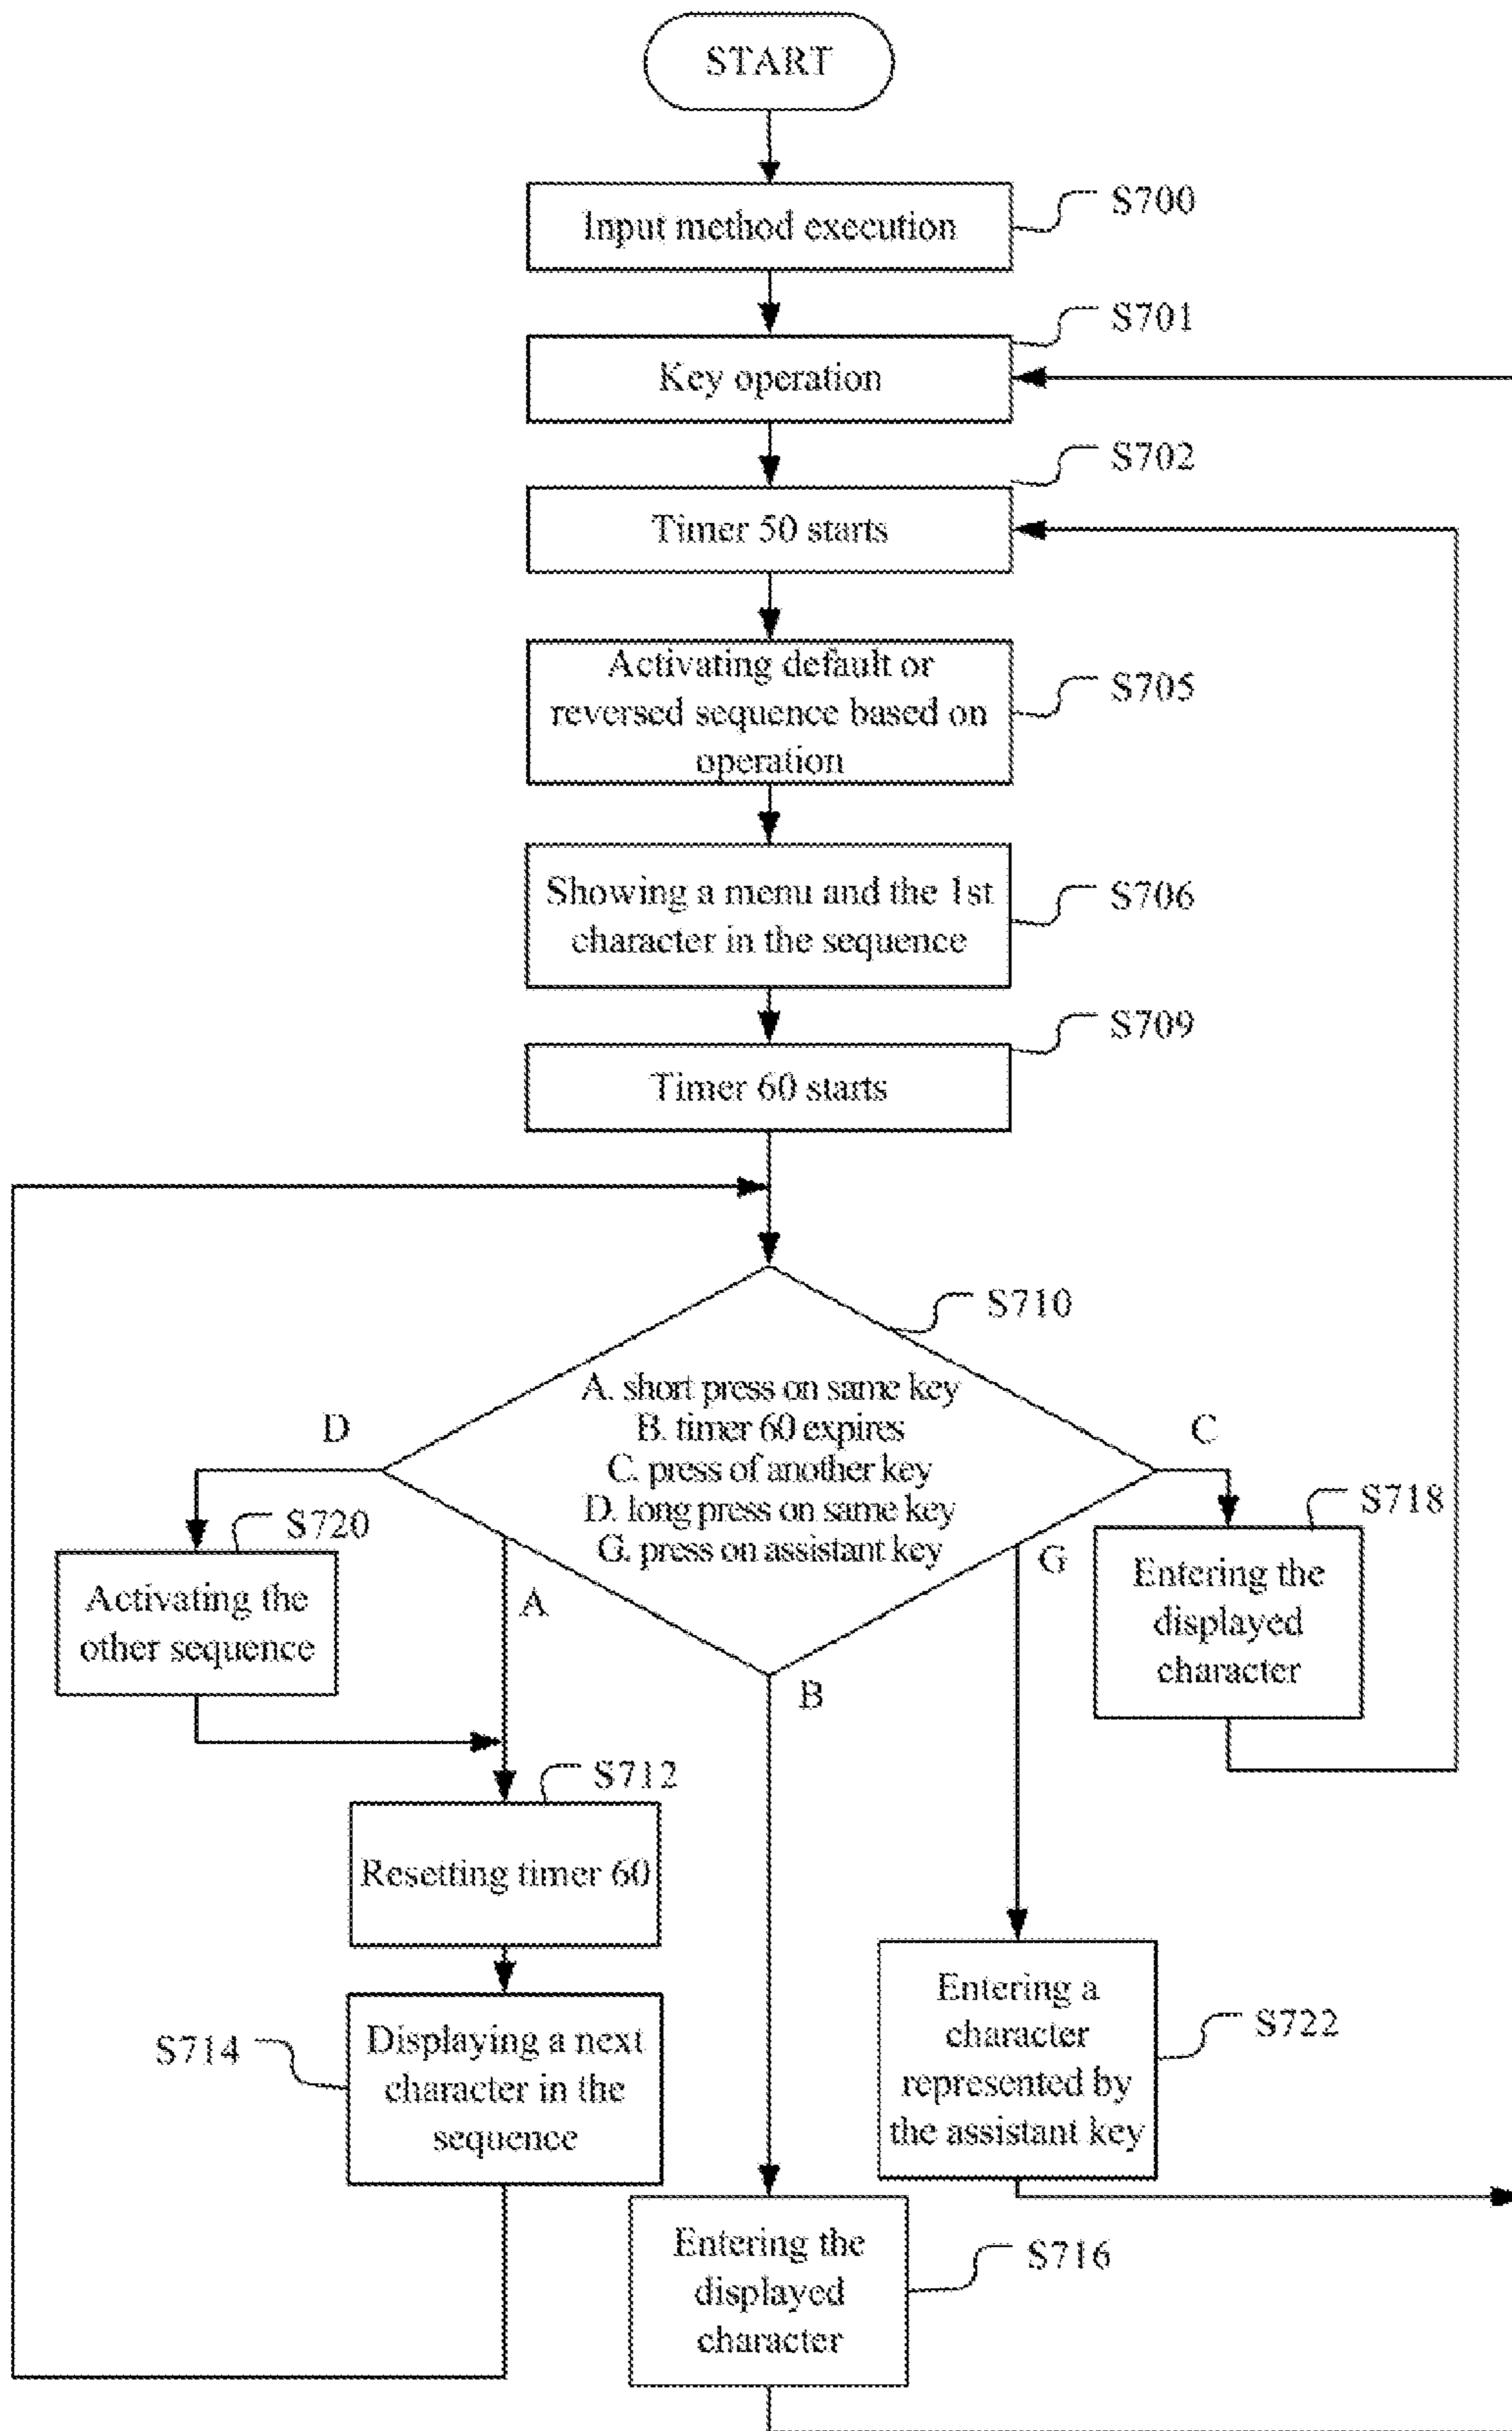 START
Input method execution
S700
Key operation
S701
Timer 50 starts
S702
Activating default or
reversed sequence based on
operation
S705
Showing a menu and the 1st
character in the sequence
S706
Timer 60 starts
S709
S710
A. short press on same key
B. timer 60 expires
C. press of another key
D. long press on same key
G. press on assistant key
D
C
A
G
B
S720
Activating the
other sequence
S718
Entering the
displayed
character
S712
Resetting timer 60
S714
Displaying a next
character in the
sequence
Entering a
character
represented by
the assistant key
S722
Entering the
displayed
character
S716